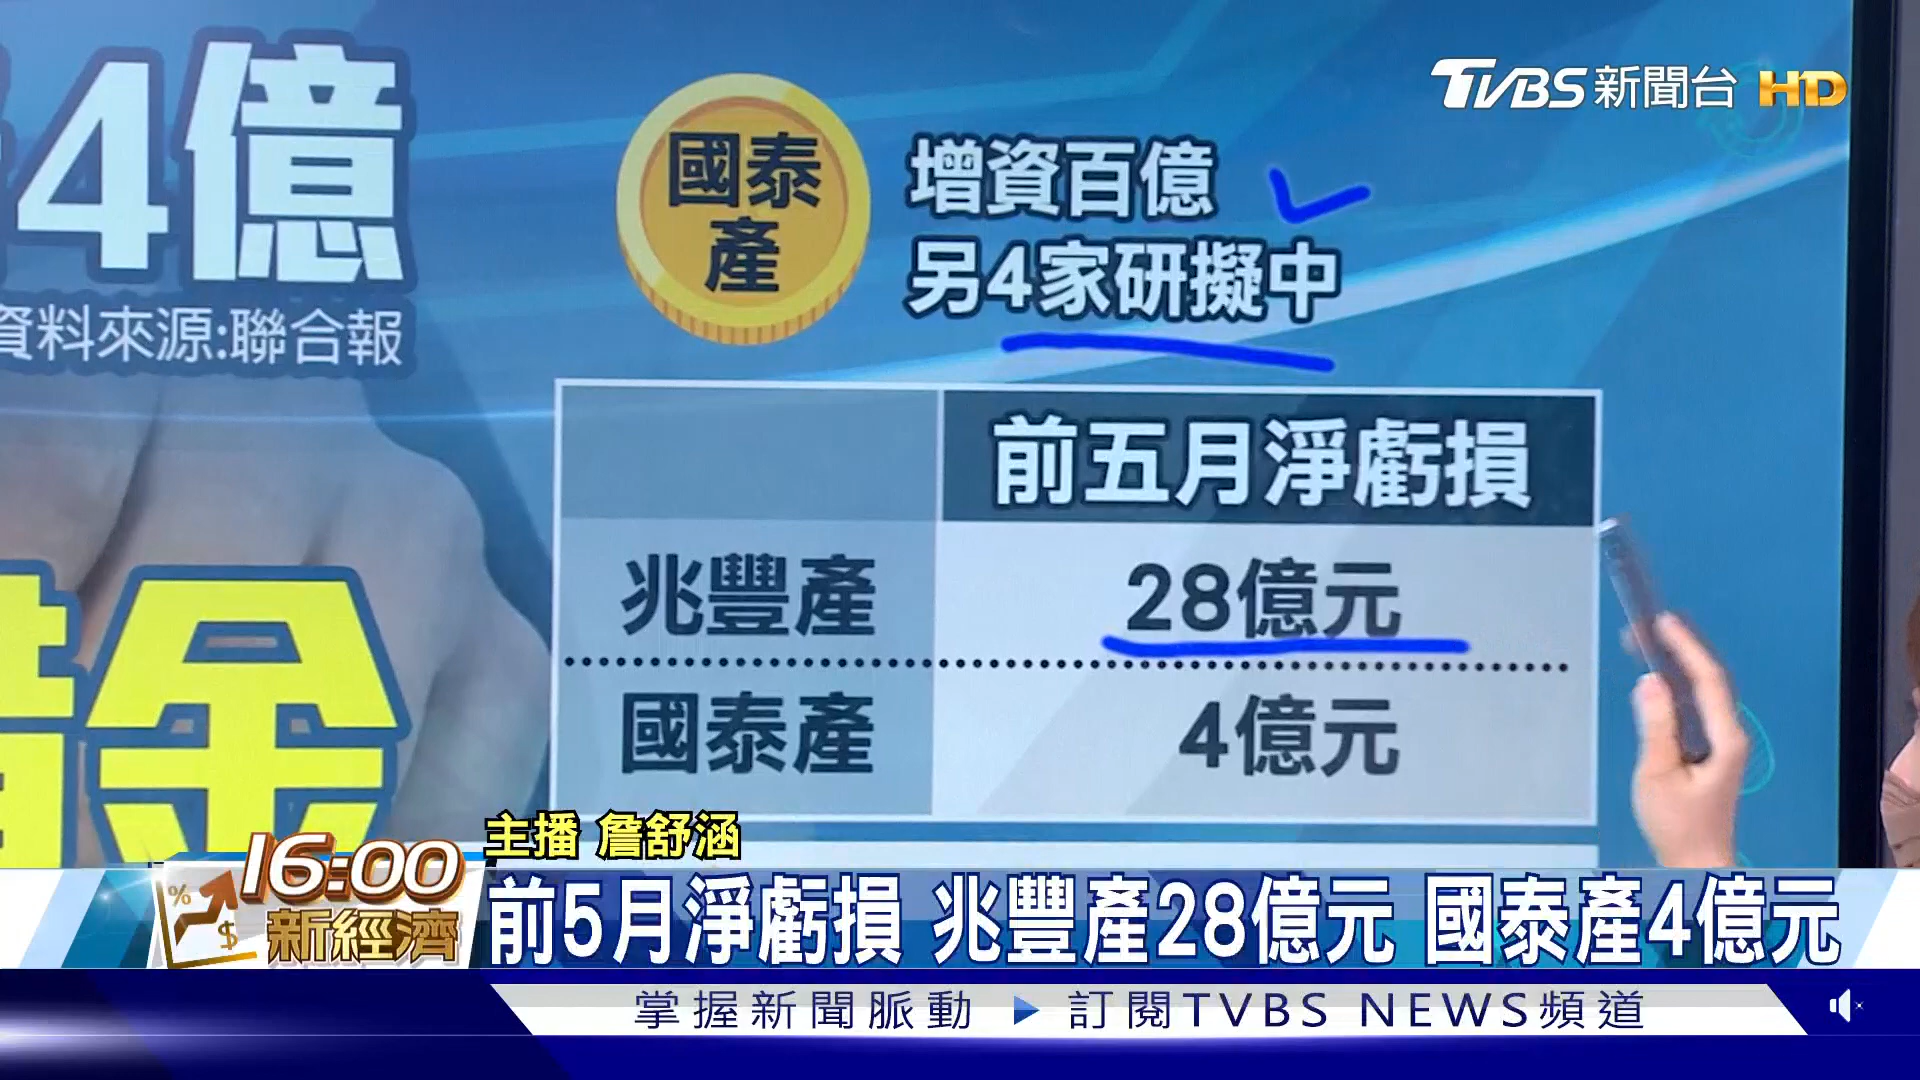 4億
資料來源:聯合報
金
國泰
產
增資百億
另4家研擬中
前五月淨虧損
兆豐產 28億元
國泰產 4億元
TVBS新聞台 HD
主播 詹舒涵
16:00
新經濟
% $
前5月淨虧損 兆豐產28億元 國泰產4億元
掌握新聞脈動 ▶ 訂閱TVBS NEWS頻道